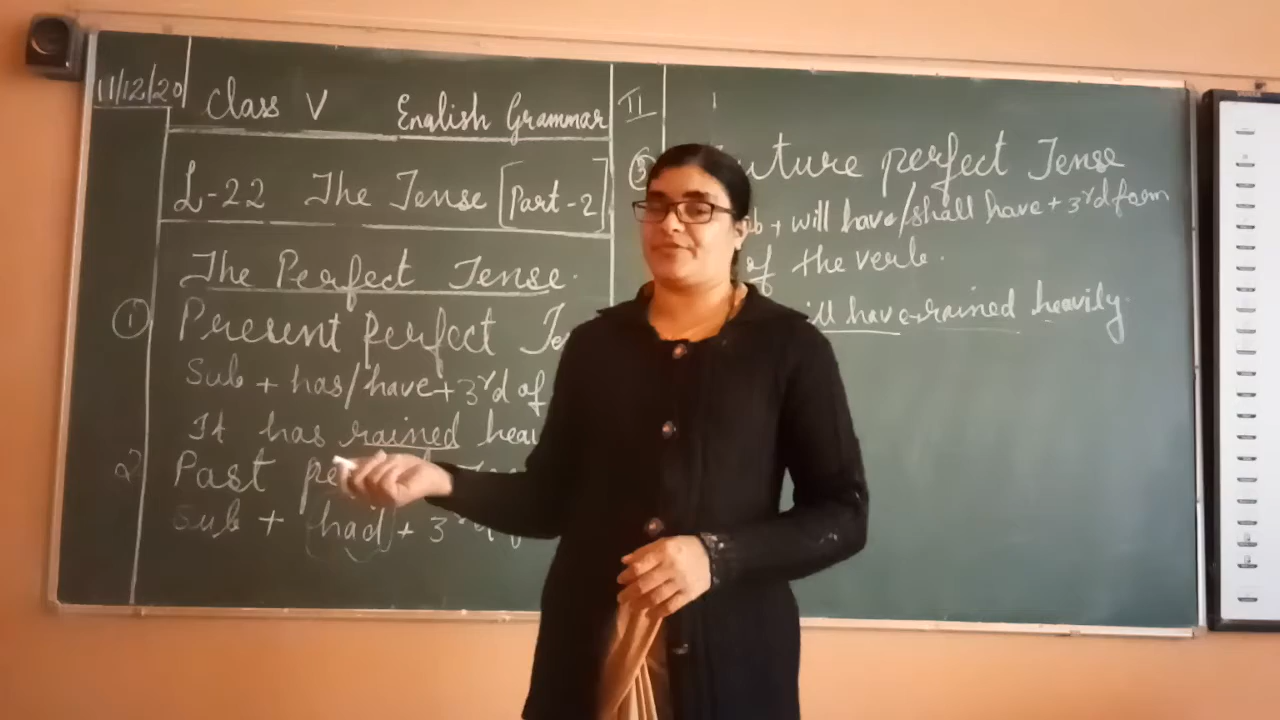 11/12/20
Class V English Grammar
L-22 The Tense [Part-2]
The Perfect Tense.
① Present perfect
Sub + has/have + 3rd of
It has rained
2 Past
Sub + (had) + 3rd
II
③ Future perfect Tense
+ will have/shall have + 3rd form
of the verb.
have rained heavily.